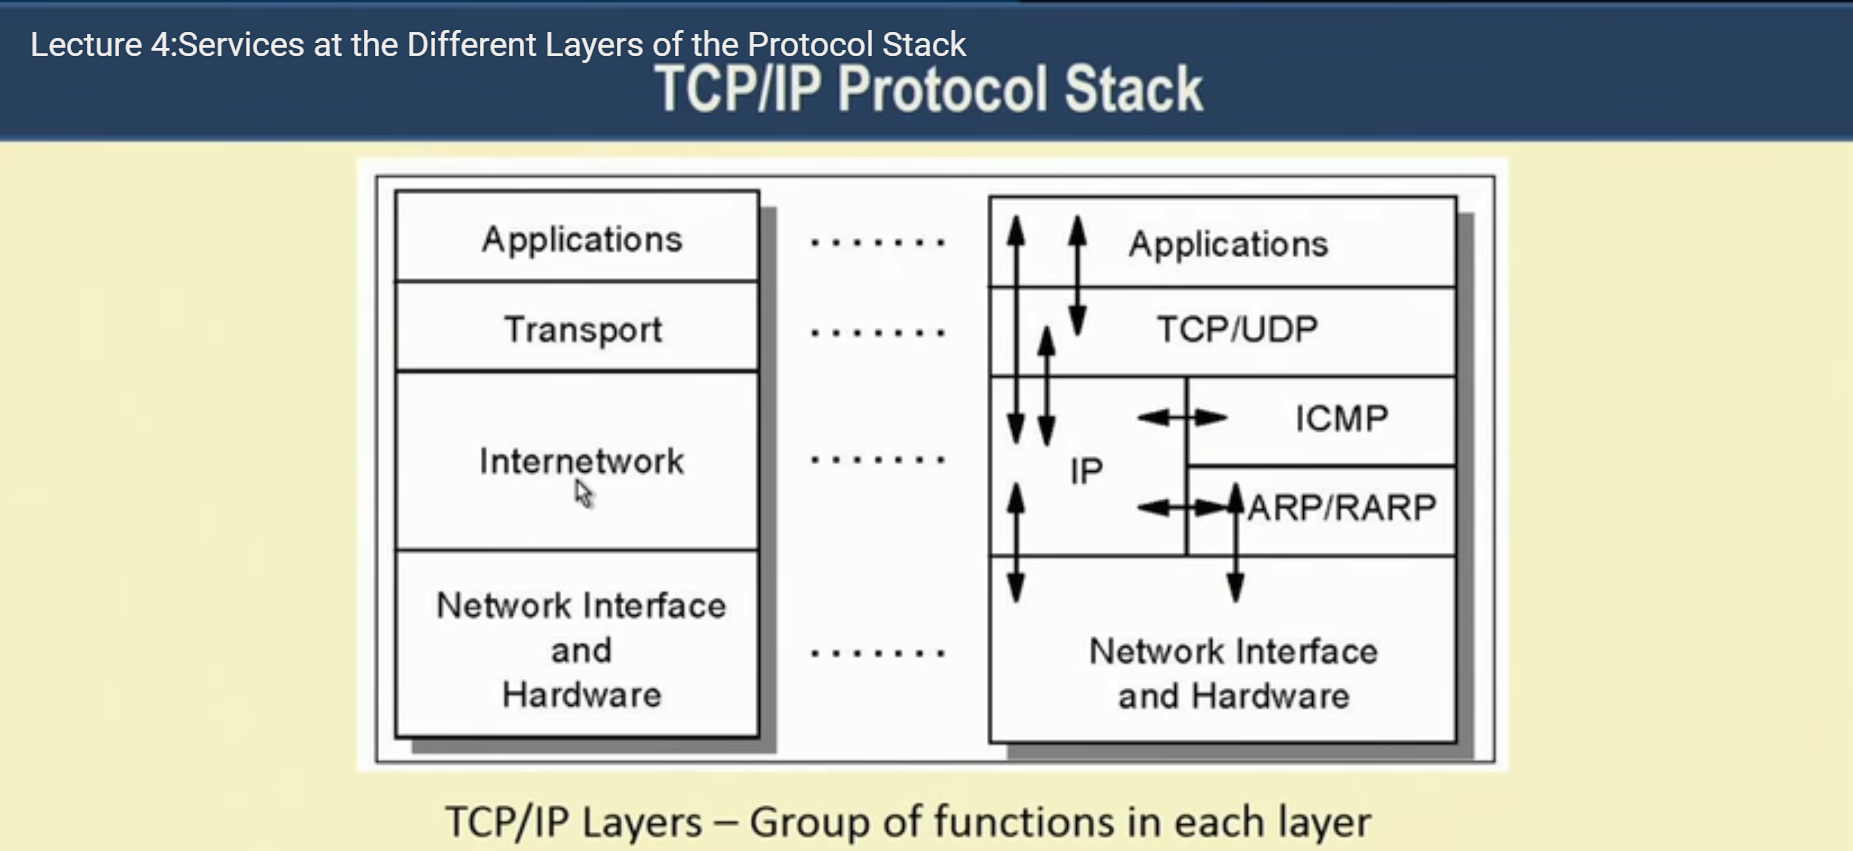 Lecture 4:Services at the Different Layers of the Protocol Stack
TCP/IP Protocol Stack
Applications
Transport
Internetwork
Network Interface
and
Hardware
Applications
TCP/UDP
ICMP
IP
ARP/RARP
Network Interface
and Hardware
TCP/IP Layers – Group of functions in each layer